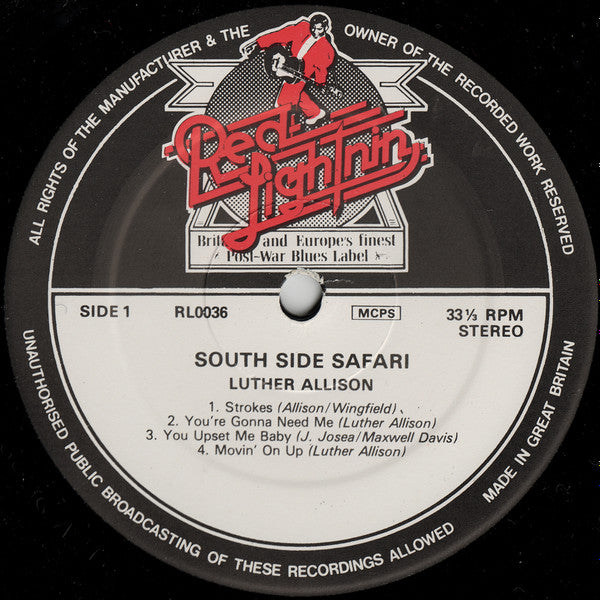 ALL RIGHTS OF THE MANUFACTURER & THE OWNER OF THE RECORDED WORK RESERVED
Red-Lightnin'
and Europe's finest
Post-War Blues Label
SIDE 1 RL0036 MCPS 33⅓ RPM
STEREO
SOUTH SIDE SAFARI
LUTHER ALLISON
1. Strokes (Allison/Wingfield)
2. You're Gonna Need Me (Luther Allison)
3. You Upset Me Baby (J. Josea/Maxwell Davis)
4. Movin' On Up (Luther Allison)
UNAUTHORISED PUBLIC BROADCASTING OF THESE RECORDINGS ALLOWED
MADE IN GREAT BRITAIN